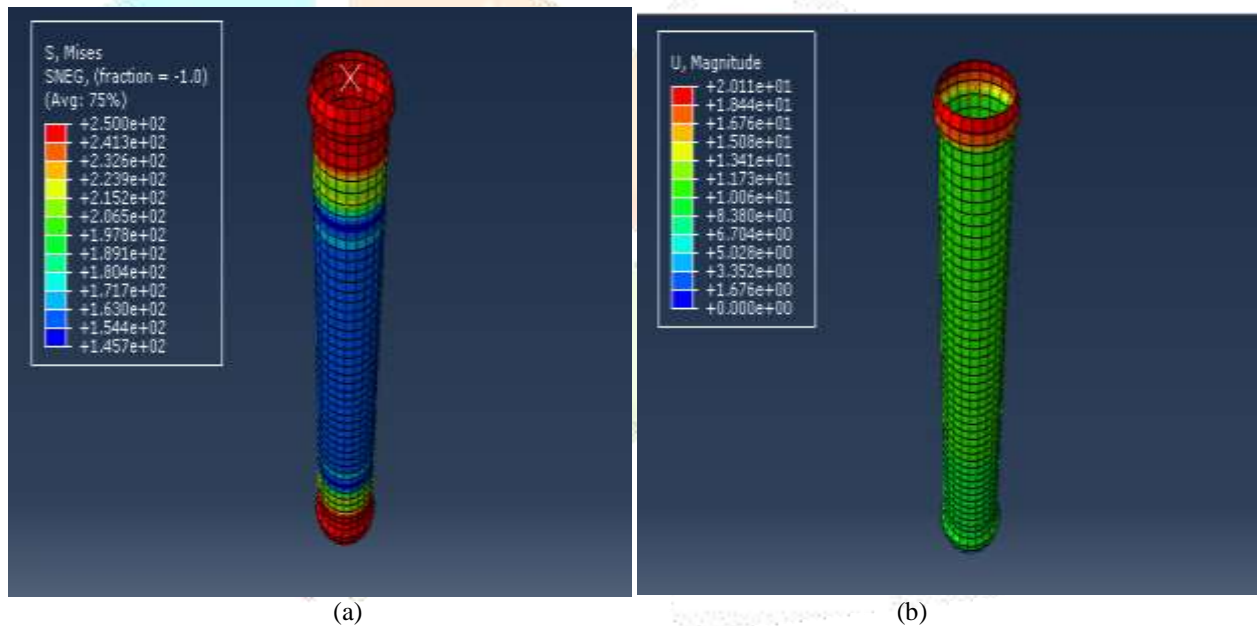 S, Mises
SNEG, (fraction = -1.0)
(Avg: 75%)
+2.500e+02
+2.413e+02
+2.326e+02
+2.239e+02
+2.152e+02
+2.065e+02
+1.978e+02
+1.891e+02
+1.804e+02
+1.717e+02
+1.630e+02
+1.544e+02
+1.457e+02
U, Magnitude
+2.011e+01
+1.844e+01
+1.676e+01
+1.508e+01
+1.341e+01
+1.173e+01
+1.006e+01
+8.380e+00
+6.704e+00
+5.028e+00
+3.352e+00
+1.676e+00
+0.000e+00
(a)
(b)